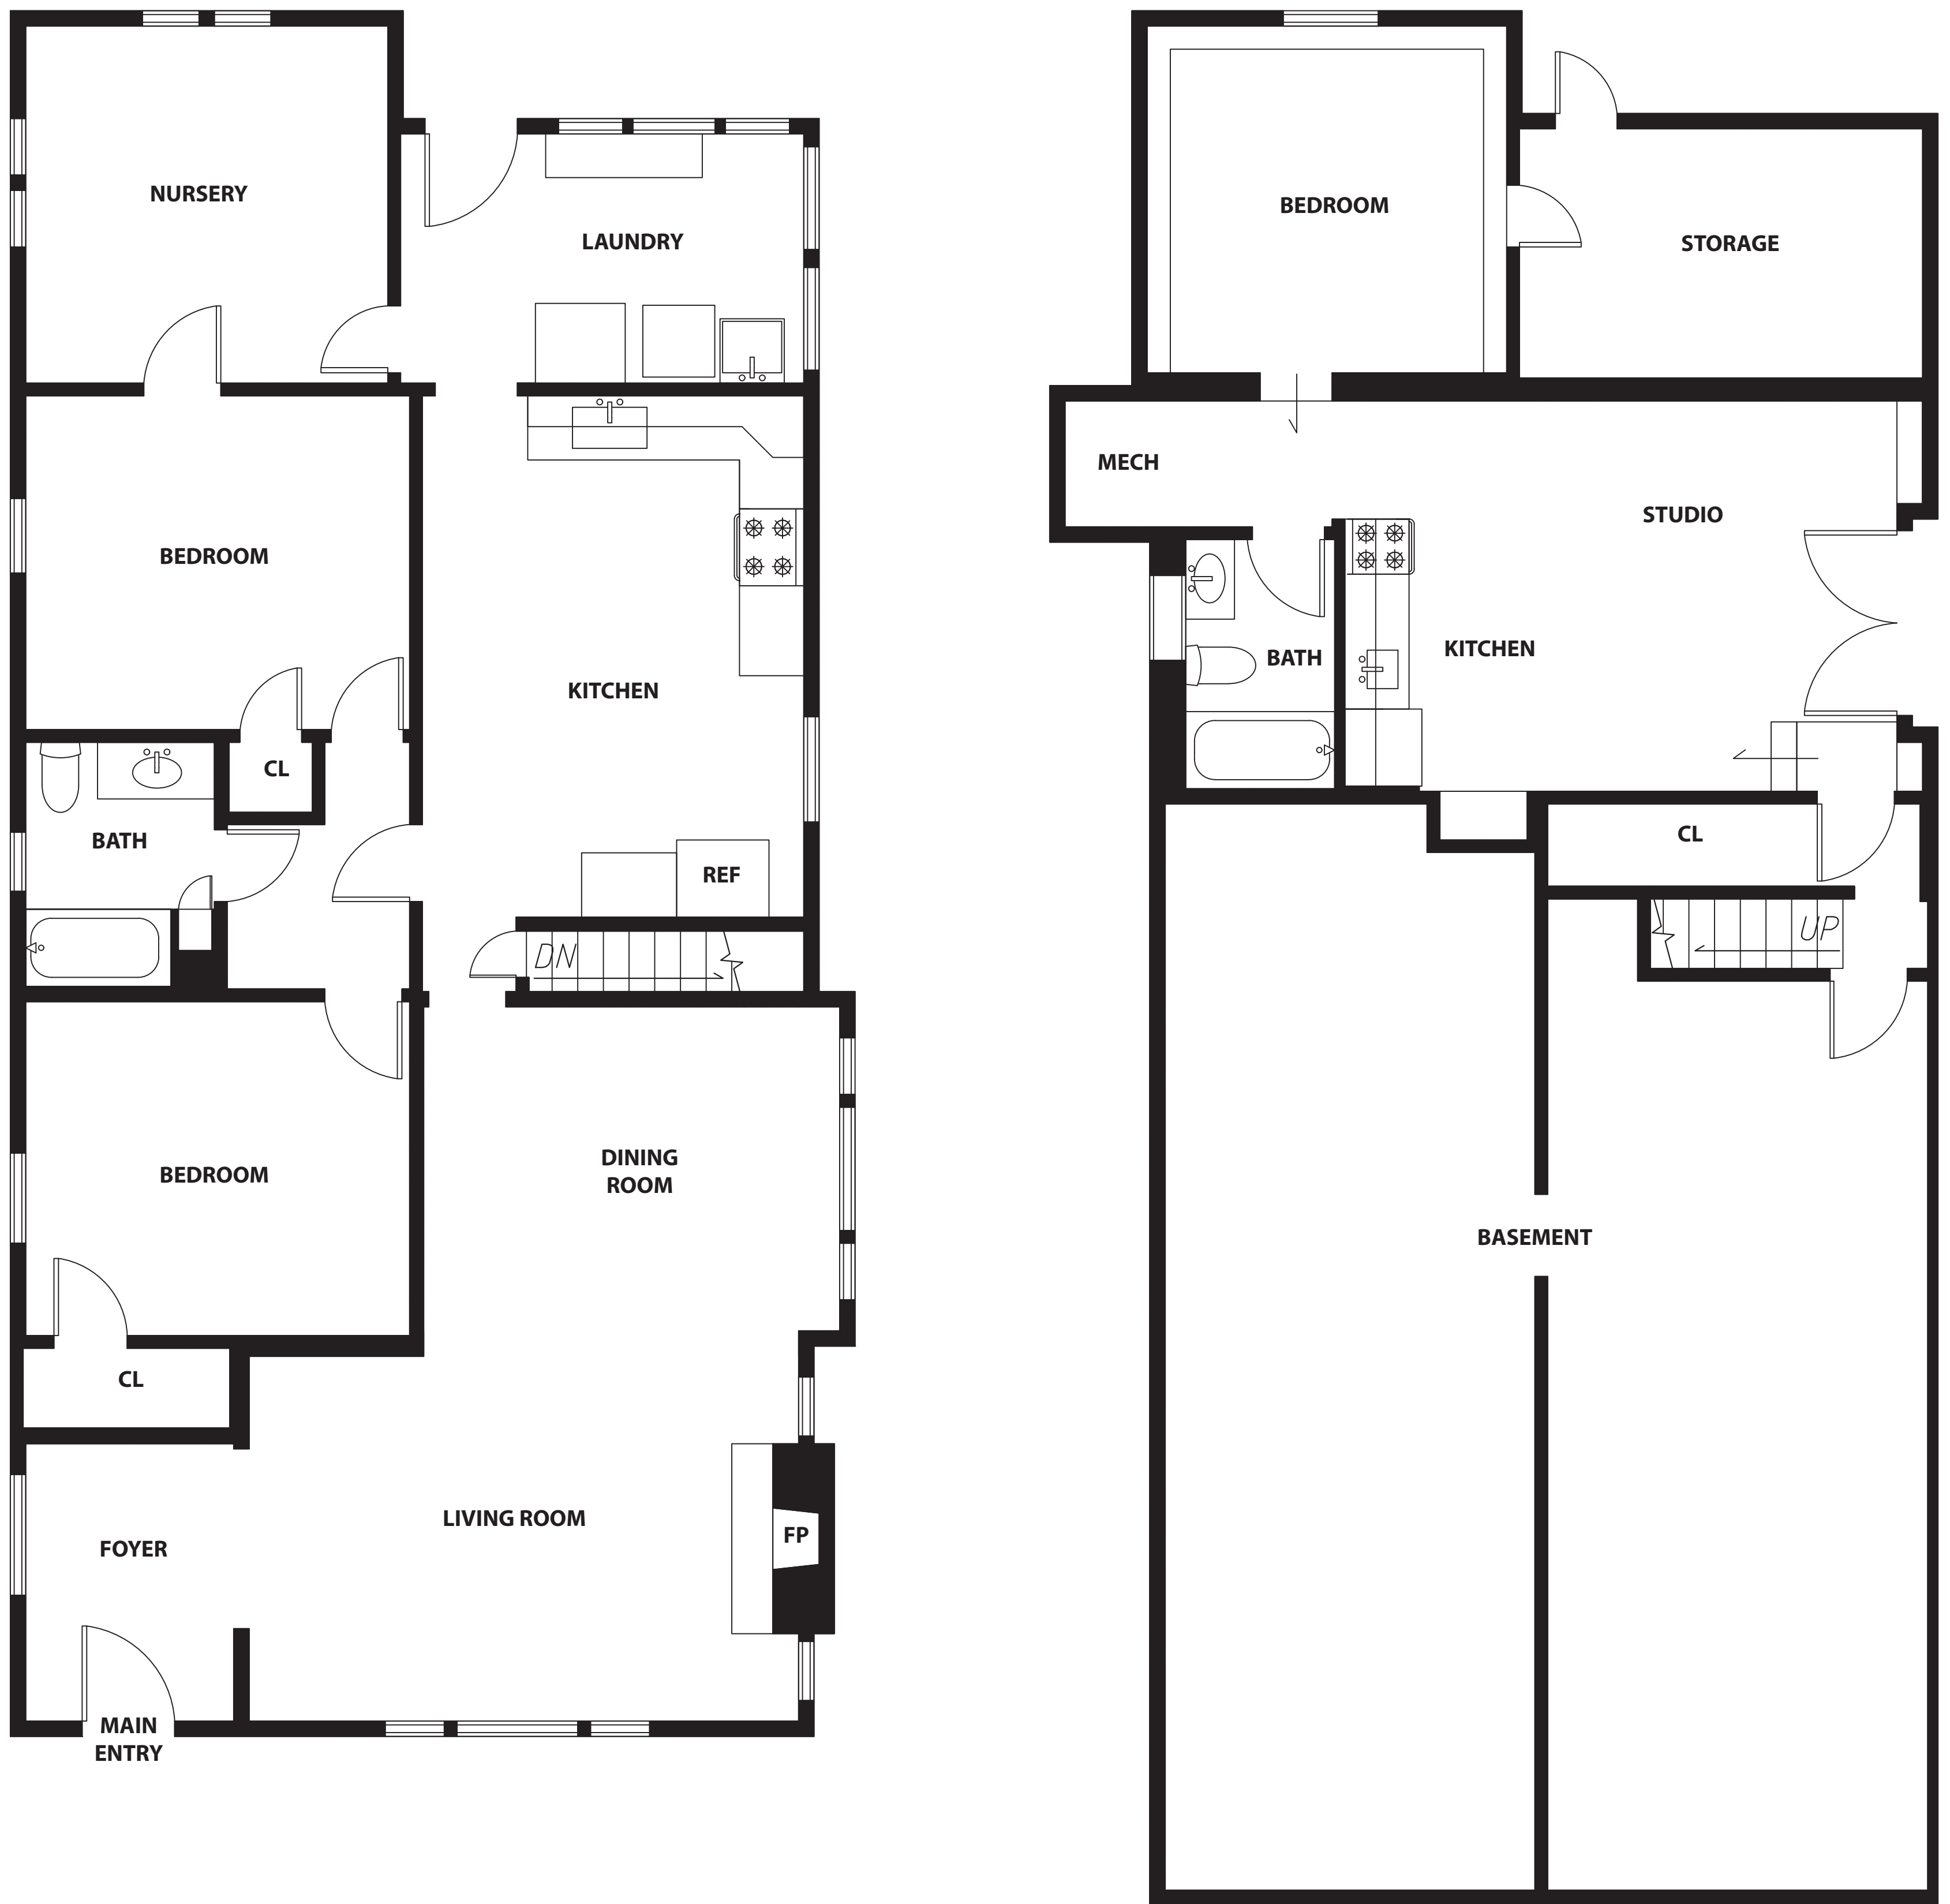 NURSERY
LAUNDRY
BEDROOM
KITCHEN
CL
BATH
REF
DN
BEDROOM
DINING
ROOM
CL
LIVING ROOM
FP
FOYER
MAIN
ENTRY
BEDROOM
STORAGE
MECH
STUDIO
KITCHEN
BATH
CL
UP
BASEMENT